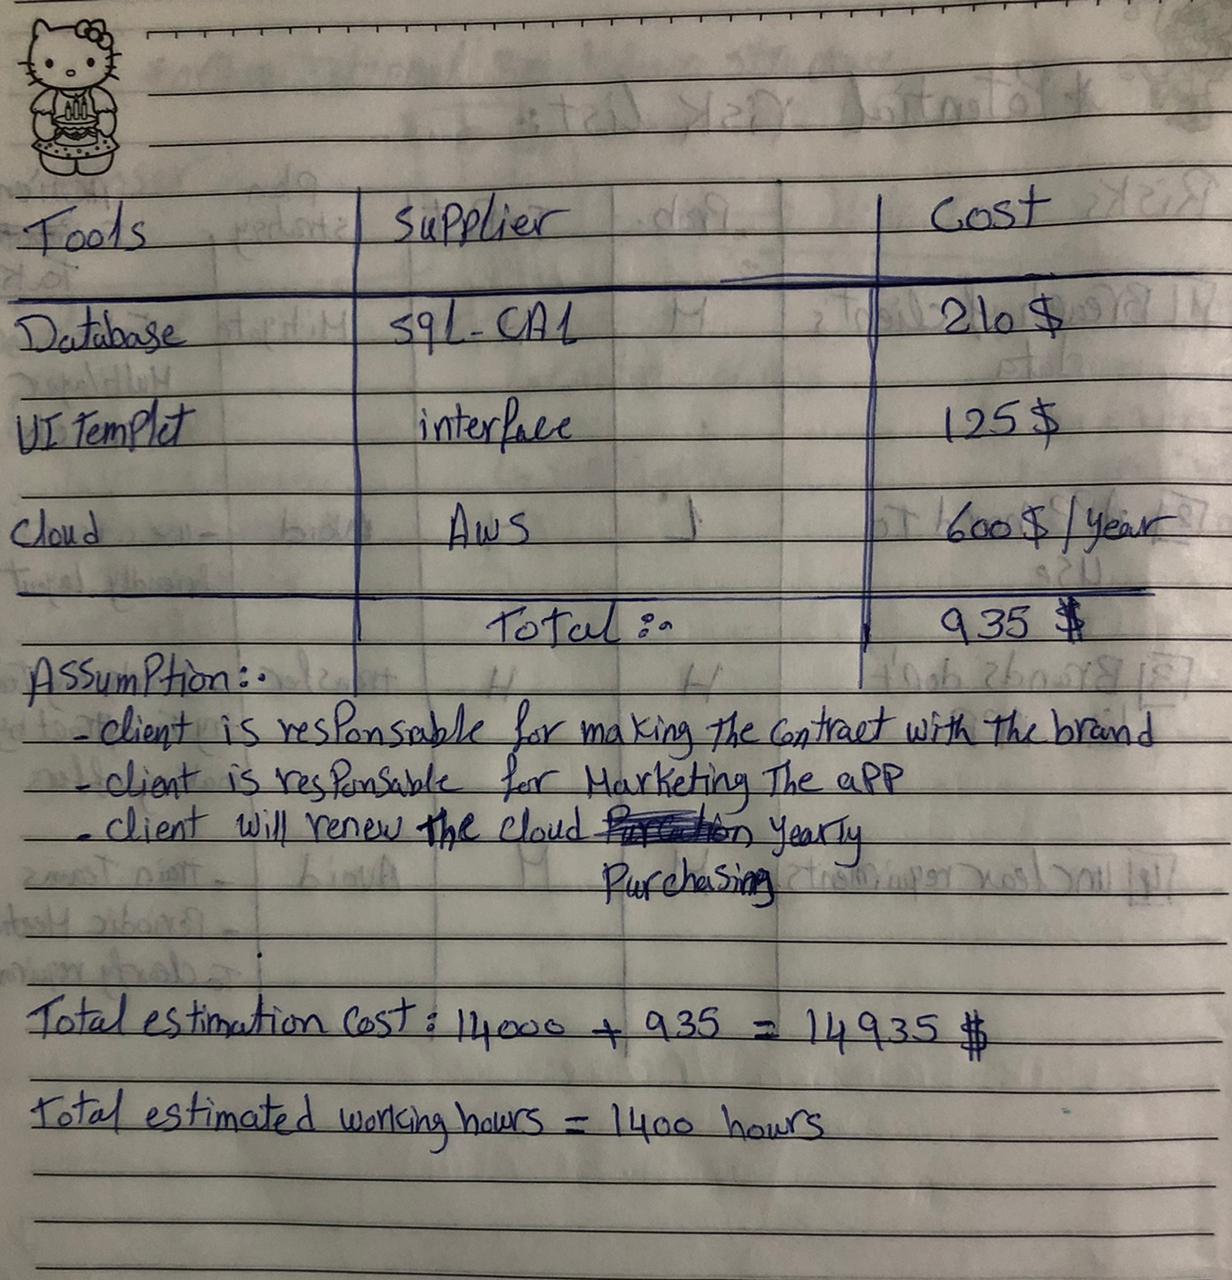 Tools Supplier Cost
Database SQL-CAL 210 $
UI Templet interface 125 $
Cloud AWS 600 $ / year
Total :- 935 $
Assumption:-
- client is responsable for making the contract with the brand
- client is responsable for Marketing The app
- client will renew the cloud yearly
Purchasing
Total estimation cost : 14000 + 935 = 14935 $
Total estimated working hours = 1400 hours